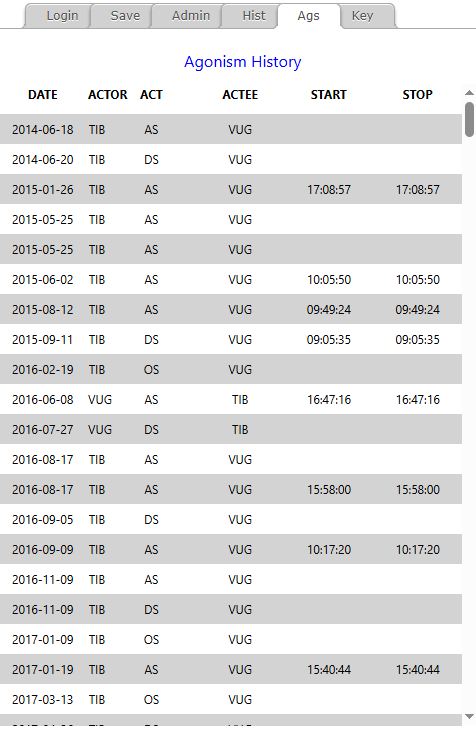 Login Save Admin Hist Ags Key
Agonism History
DATE ACTOR ACT ACTEE START STOP
2014-06-18 TIB AS VUG
2014-06-20 TIB DS VUG
2015-01-26 TIB AS VUG 17:08:57 17:08:57
2015-05-25 TIB AS VUG
2015-05-25 TIB AS VUG
2015-06-02 TIB AS VUG 10:05:50 10:05:50
2015-08-12 TIB AS VUG 09:49:24 09:49:24
2015-09-11 TIB DS VUG 09:05:35 09:05:35
2016-02-19 TIB OS VUG
2016-06-08 VUG AS TIB 16:47:16 16:47:16
2016-07-27 VUG DS TIB
2016-08-17 TIB AS VUG
2016-08-17 TIB AS VUG 15:58:00 15:58:00
2016-09-05 TIB DS VUG
2016-09-09 TIB AS VUG 10:17:20 10:17:20
2016-11-09 TIB AS VUG
2016-11-09 TIB DS VUG
2017-01-09 TIB OS VUG
2017-01-19 TIB AS VUG 15:40:44 15:40:44
2017-03-13 TIB OS VUG